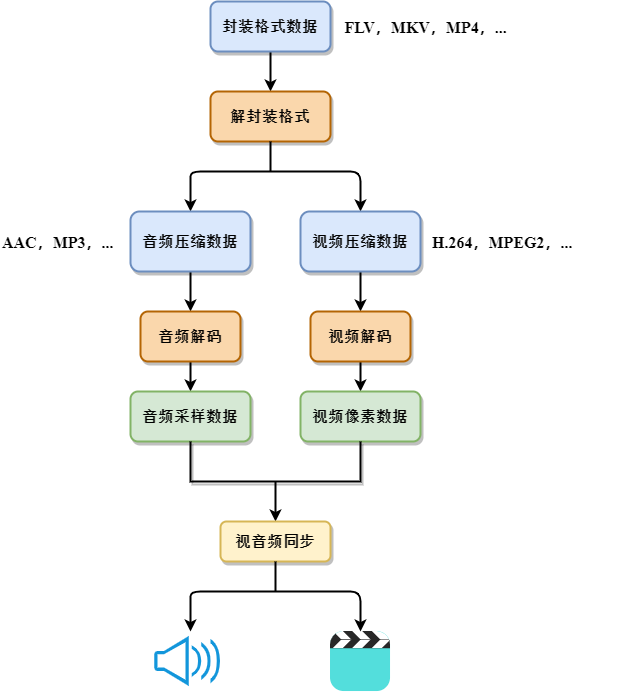 封装格式数据 FLV，MKV，MP4，...
解封装格式
AAC，MP3，... 音频压缩数据 视频压缩数据 H.264，MPEG2，...
音频解码 视频解码
音频采样数据 视频像素数据
视音频同步